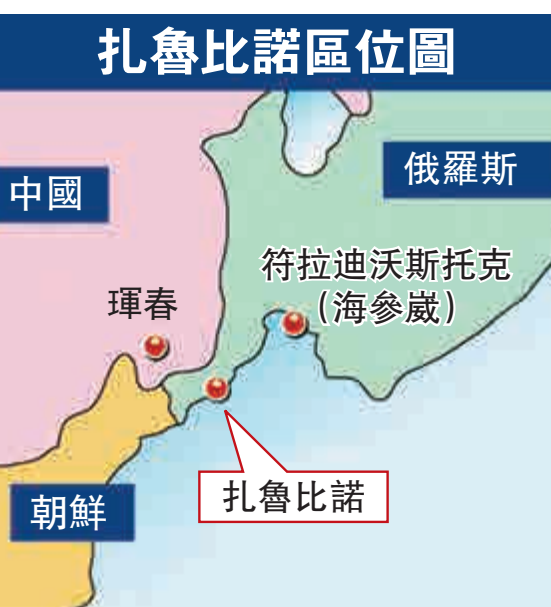 扎魯比諾區位圖
俄羅斯
中國
符拉迪沃斯托克
（海參崴）
琿春
扎魯比諾
朝鮮